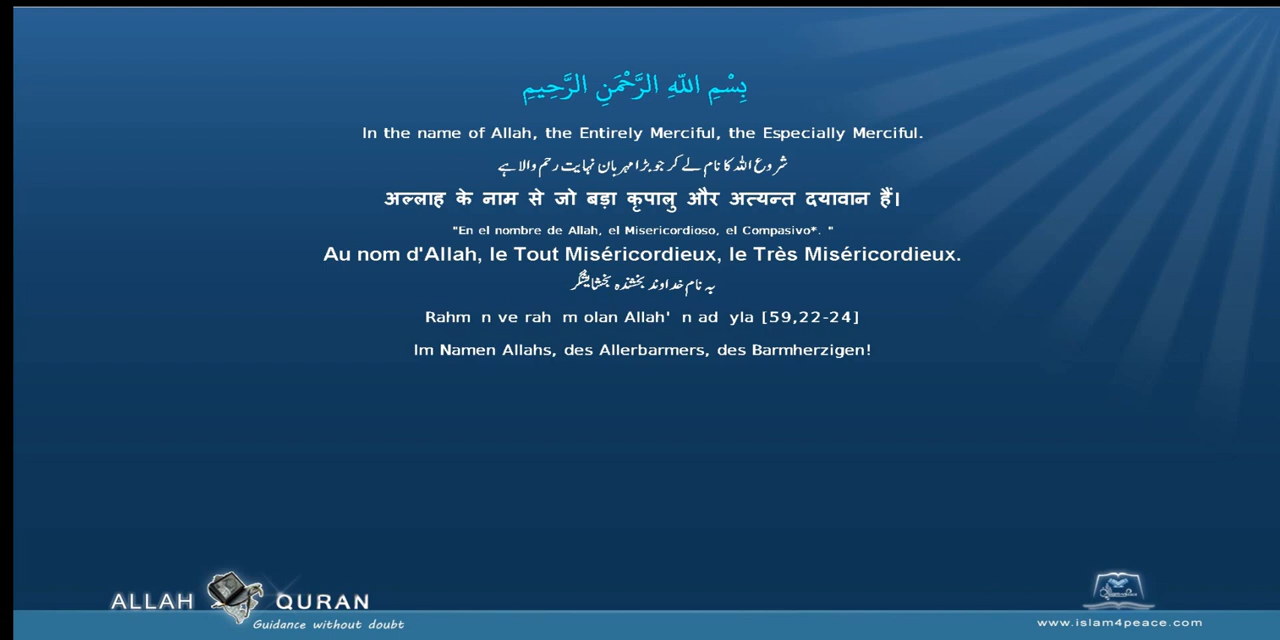 بِسْمِ اللّهِ الرَّحْمَنِ الرَّحِيمِ
In the name of Allah, the Entirely Merciful, the Especially Merciful.
شروع الله کا نام لے کر جو بڑا مہربان نہایت رحم والا ہے
अल्लाह के नाम से जो बड़ा कृपालु और अत्यन्त दयावान हैं।
"En el nombre de Allah, el Misericordioso, el Compasivo*. "
Au nom d'Allah, le Tout Miséricordieux, le Très Miséricordieux.
به نام خداوند بخشنده بخشایشگر
Rahm n ve rah m olan Allah' n ad yla [59,22-24]
Im Namen Allahs, des Allerbarmers, des Barmherzigen!
ALLAH QURAN
Guidance without doubt
www.islam4peace.com